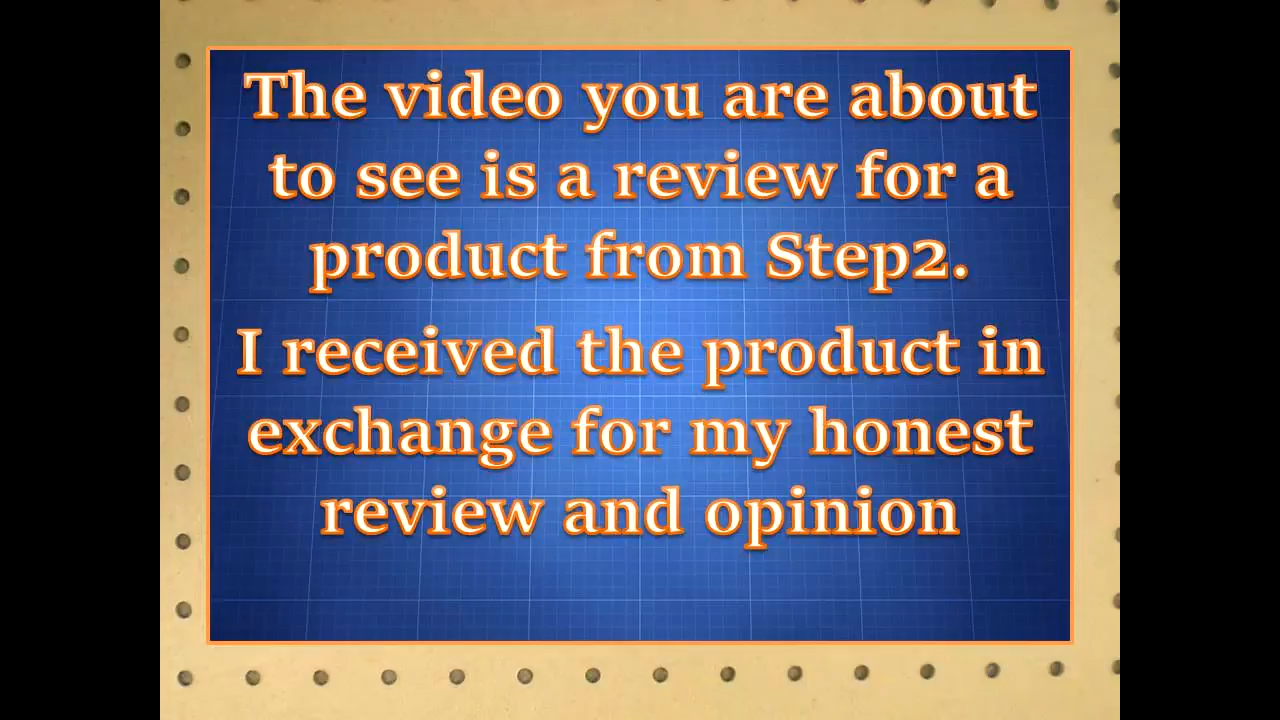 The video you are about
to see is a review for a
product from Step2.
I received the product in
exchange for my honest
review and opinion